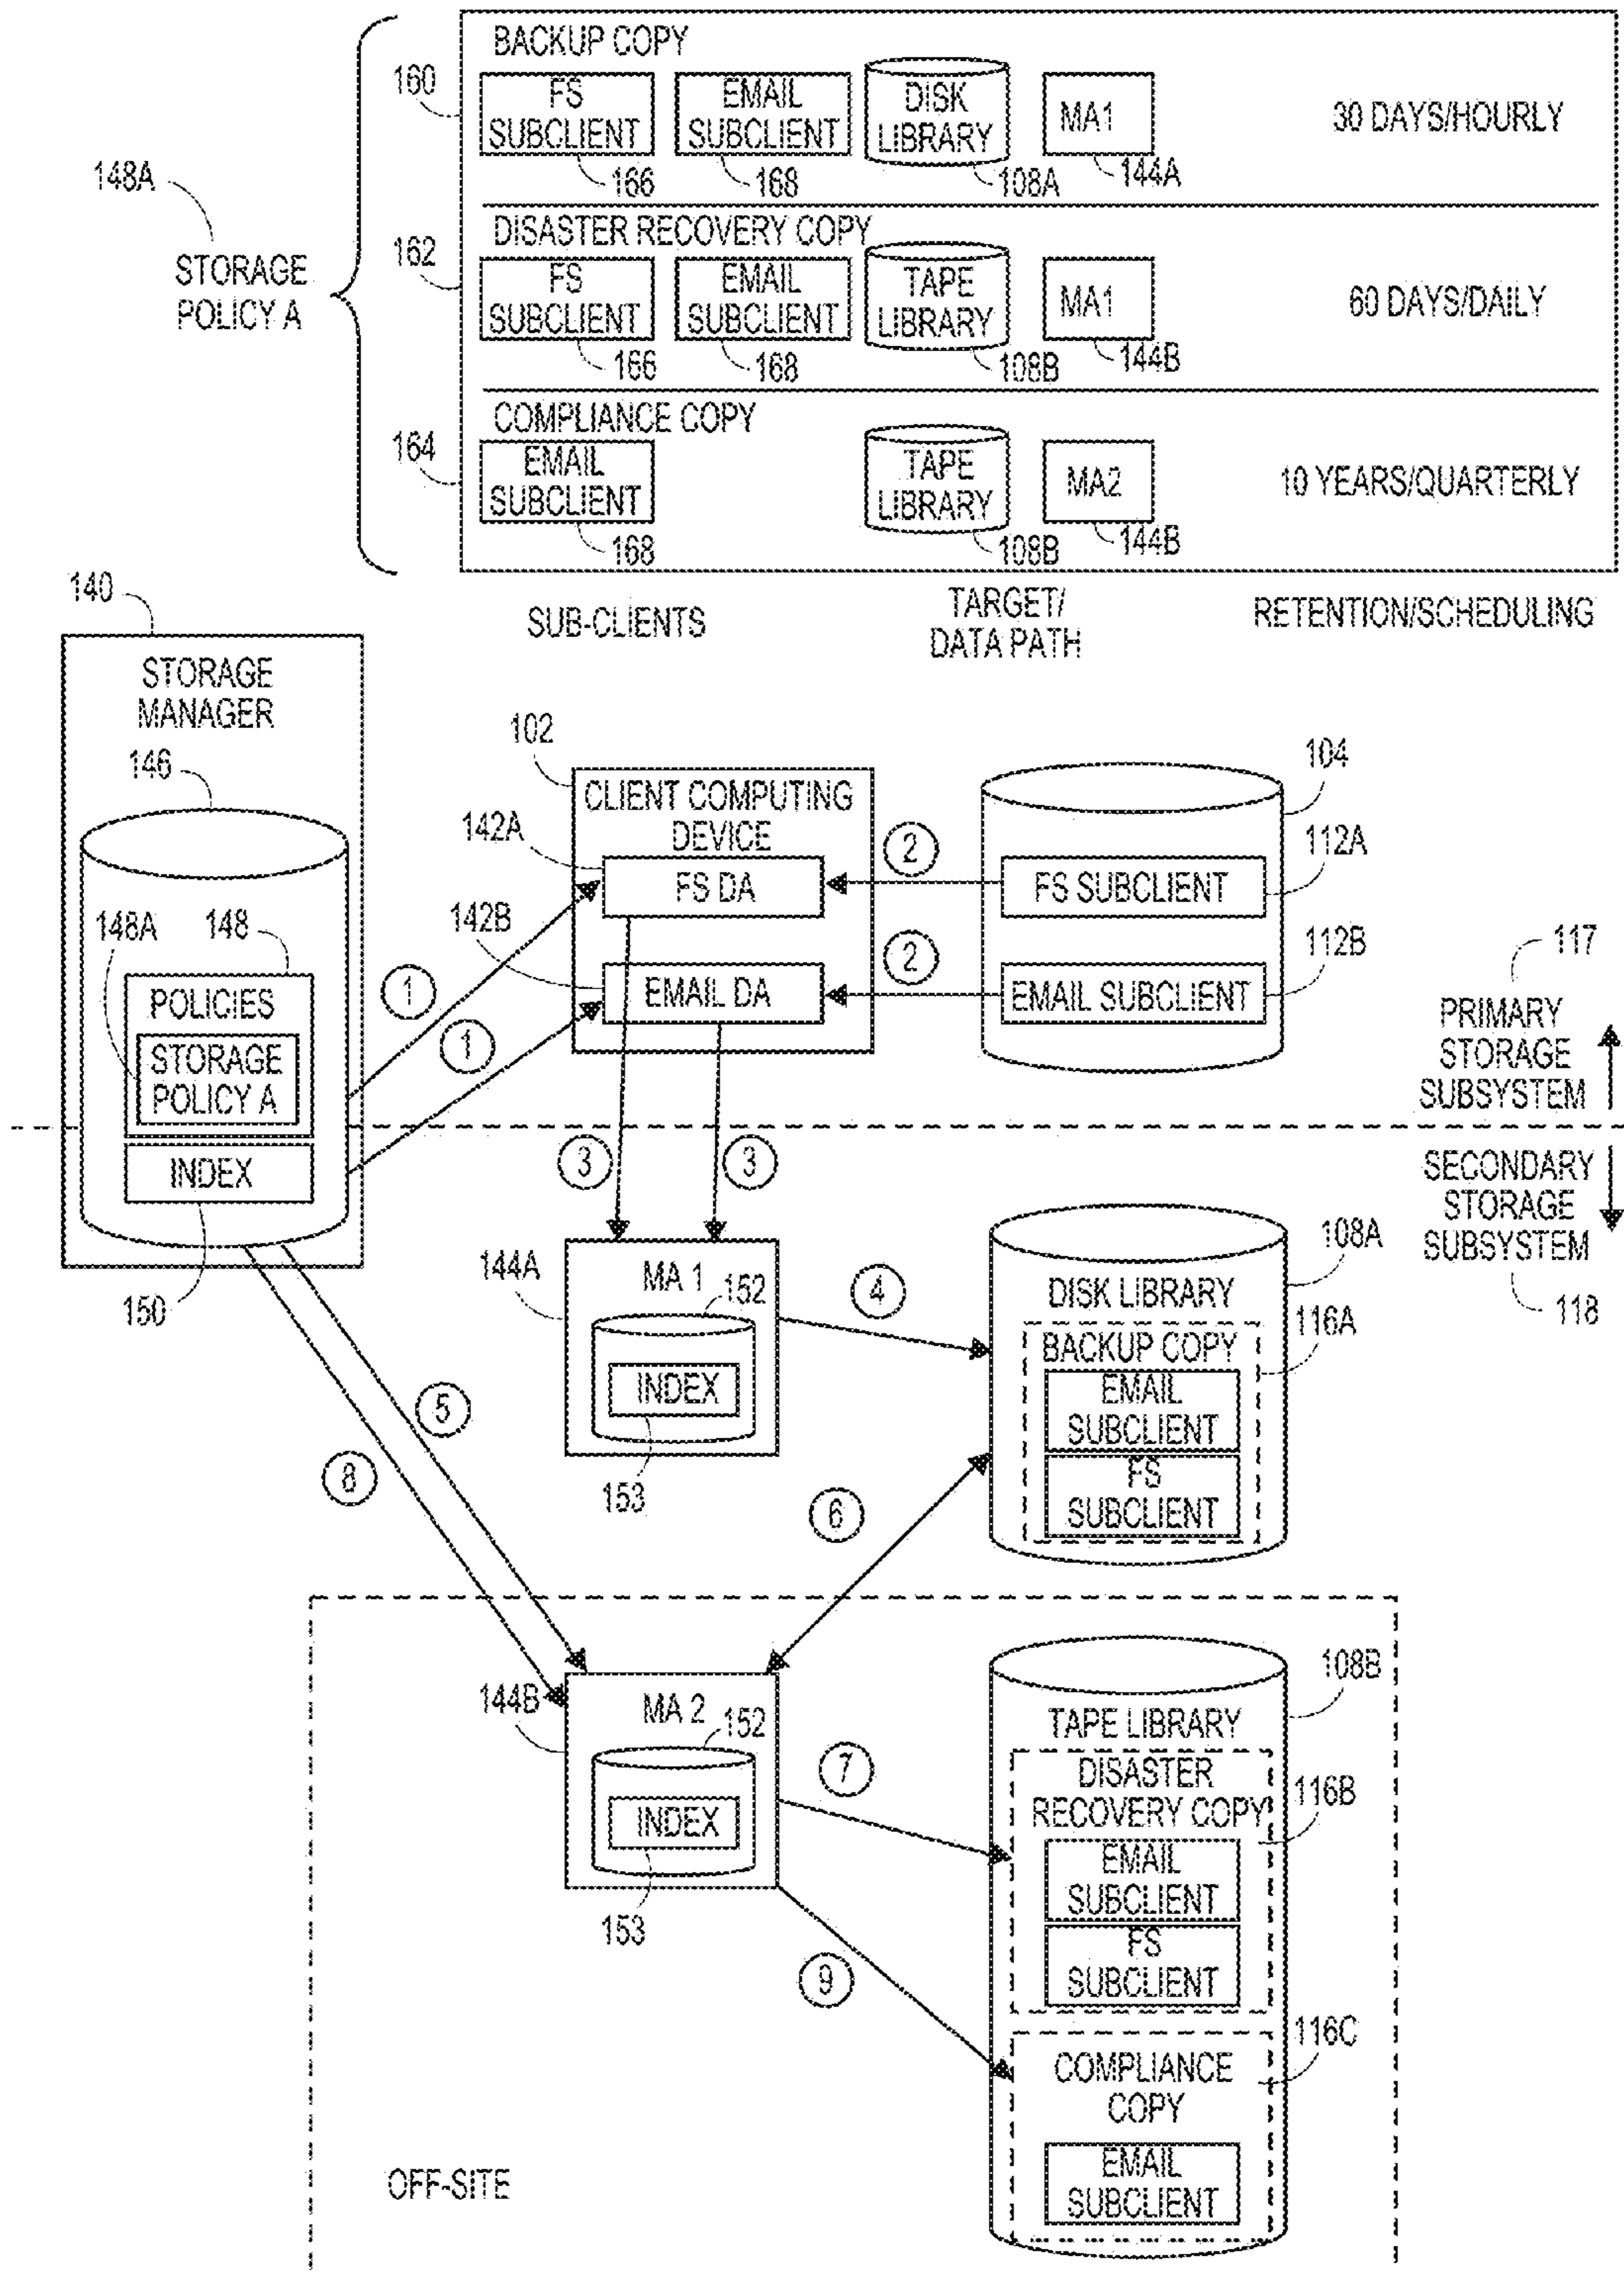 BACKUP COPY
160
FS
SUBCLIENT
166
EMAIL
SUBCLIENT
168
DISK
LIBRARY
108A
MA1
144A
30 DAYS/HOURLY
148A
STORAGE
POLICY A
DISASTER RECOVERY COPY
162
FS
SUBCLIENT
166
EMAIL
SUBCLIENT
168
TAPE
LIBRARY
108B
MA1
144B
60 DAYS/DAILY
COMPLIANCE COPY
164
EMAIL
SUBCLIENT
168
TAPE
LIBRARY
108B
MA2
144B
10 YEARS/QUARTERLY
SUB-CLIENTS
TARGET/
DATA PATH
RETENTION/SCHEDULING
140
STORAGE
MANAGER
146
148A
148
POLICIES
STORAGE
POLICY A
INDEX
150
102
CLIENT COMPUTING
DEVICE
142A
FS DA
142B
EMAIL DA
1
1
2
2
104
112A
FS SUBCLIENT
112B
EMAIL SUBCLIENT
117
PRIMARY
STORAGE
SUBSYSTEM
SECONDARY
STORAGE
SUBSYSTEM
118
3
3
144A
MA 1
152
INDEX
153
4
108A
DISK LIBRARY
116A
BACKUP COPY
EMAIL
SUBCLIENT
FS
SUBCLIENT
5
8
6
144B
MA 2
152
INDEX
153
7
9
108B
TAPE LIBRARY
DISASTER
RECOVERY COPY
116B
EMAIL
SUBCLIENT
FS
SUBCLIENT
116C
COMPLIANCE
COPY
EMAIL
SUBCLIENT
OFF-SITE